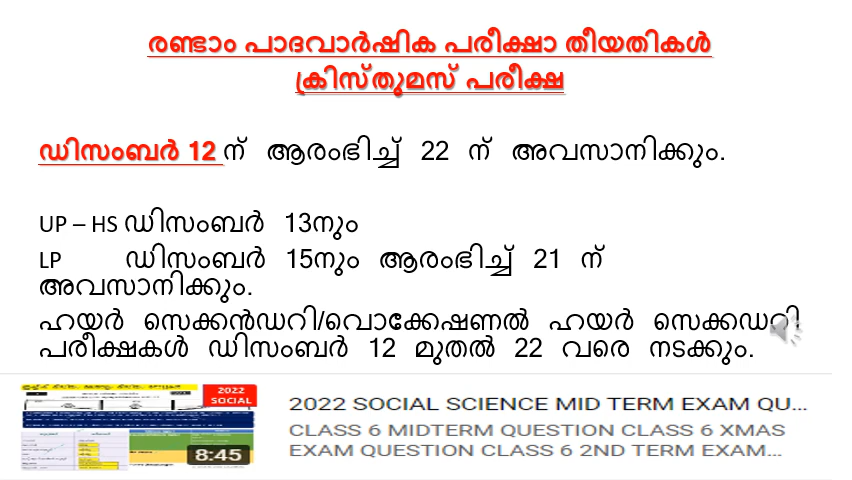 രണ്ടാം പാദവാർഷിക പരീക്ഷാ തീയതികൾ
ക്രിസ്തുമസ് പരീക്ഷ
ഡിസംബർ 12 ന് ആരംഭിച്ച് 22 ന് അവസാനിക്കും.
UP – HS ഡിസംബർ 13നും
LP ഡിസംബർ 15നും ആരംഭിച്ച് 21 ന്
അവസാനിക്കും.
ഹയർ സെക്കൻഡറി/വൊക്കേഷണൽ ഹയർ സെക്കഡറി
പരീക്ഷകൾ ഡിസംബർ 12 മുതൽ 22 വരെ നടക്കും.
2022
SOCIAL
8:45
2022 SOCIAL SCIENCE MID TERM EXAM QU...
CLASS 6 MIDTERM QUESTION CLASS 6 XMAS
EXAM QUESTION CLASS 6 2ND TERM EXAM...